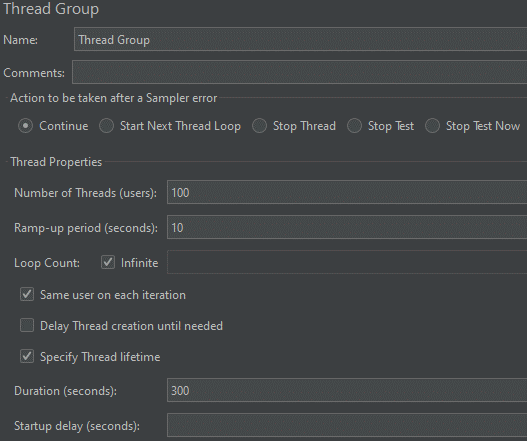 Thread Group
Name: Thread Group
Comments:
Action to be taken after a Sampler error
Continue Start Next Thread Loop Stop Thread Stop Test Stop Test Now
Thread Properties
Number of Threads (users): 100
Ramp-up period (seconds): 10
Loop Count: Infinite
Same user on each iteration
Delay Thread creation until needed
Specify Thread lifetime
Duration (seconds): 300
Startup delay (seconds):